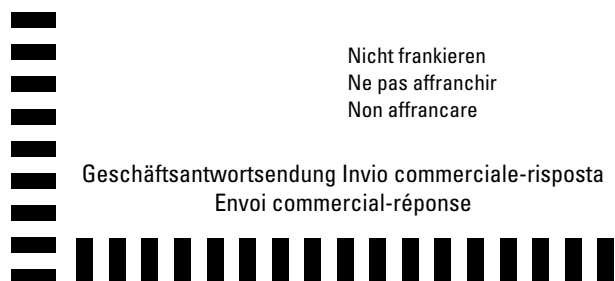 Nicht frankieren
Ne pas affranchir
Non affrancare
Geschäftsantwortsendung Invio commerciale-risposta
Envoi commercial-réponse